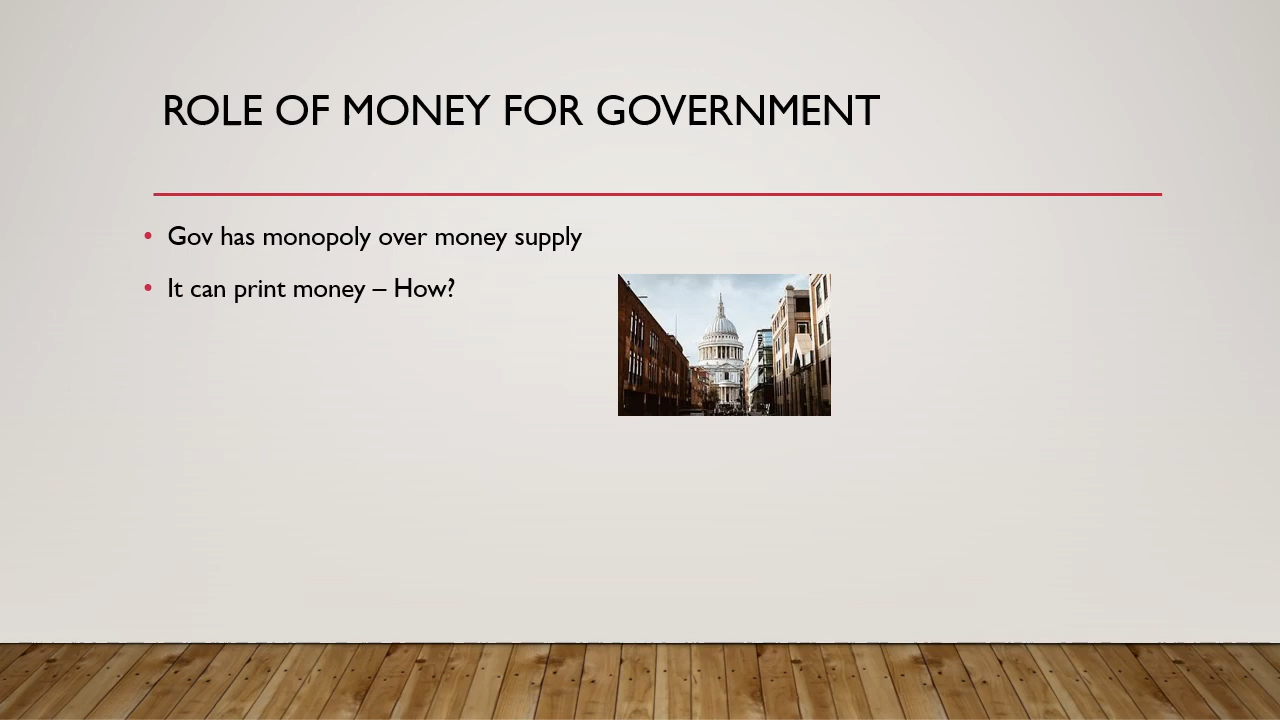 ROLE OF MONEY FOR GOVERNMENT
• Gov has monopoly over money supply
• It can print money – How?